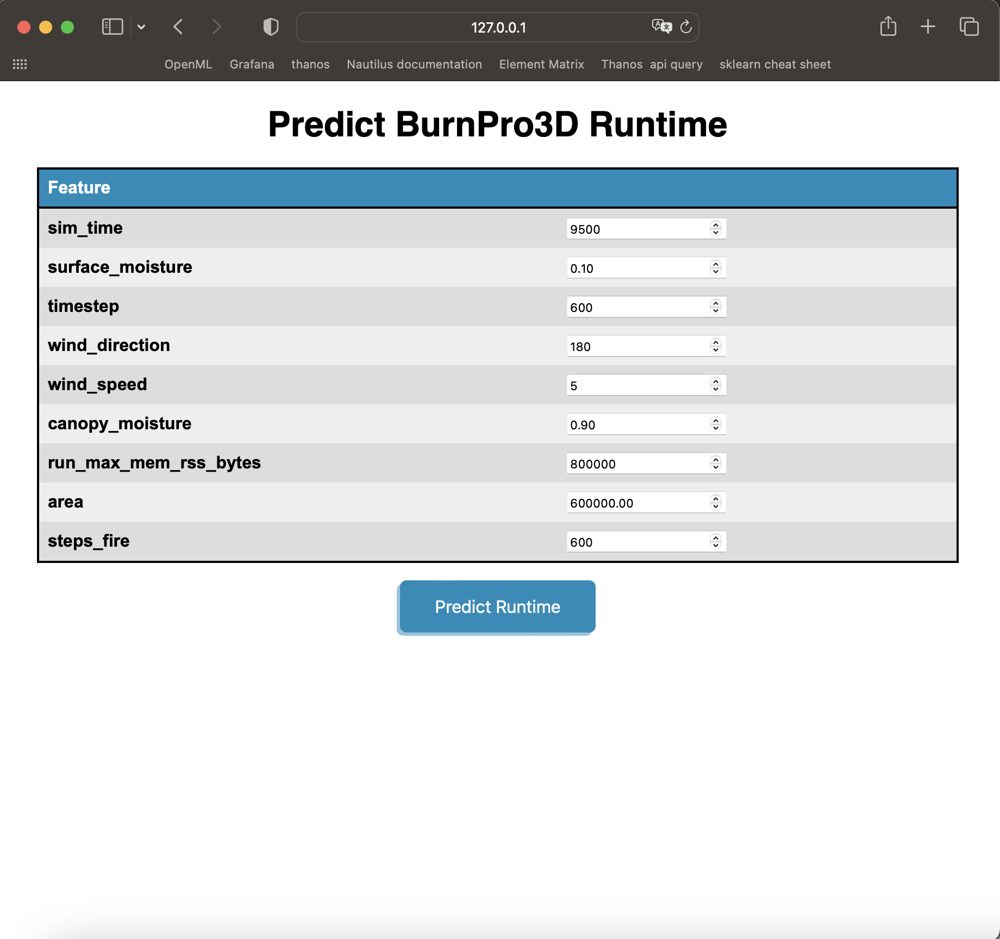 127.0.0.1
OpenML Grafana thanos Nautilus documentation Element Matrix Thanos api query sklearn cheat sheet
Predict BurnPro3D Runtime
Feature
sim_time 9500
surface_moisture 0.10
timestep 600
wind_direction 180
wind_speed 5
canopy_moisture 0.90
run_max_mem_rss_bytes 800000
area 600000.00
steps_fire 600
Predict Runtime